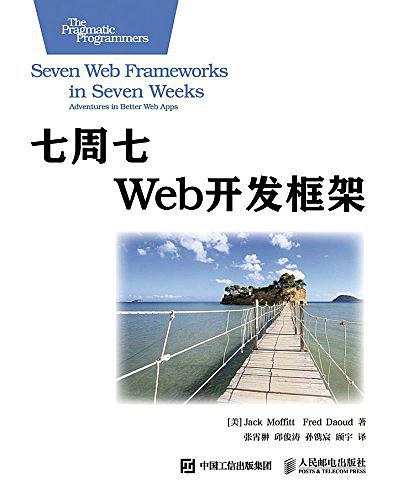 The
Pragmatic
Programmers
Seven Web Frameworks
in Seven Weeks
Adventures in Better Web Apps
七周七
Web开发框架
[美]Jack Moffitt Fred Daoud 著
张霄翀 邱俊涛 孙镌宸 顾宇 译
中国工信出版集团
人民邮电出版社
POSTS & TELECOM PRESS